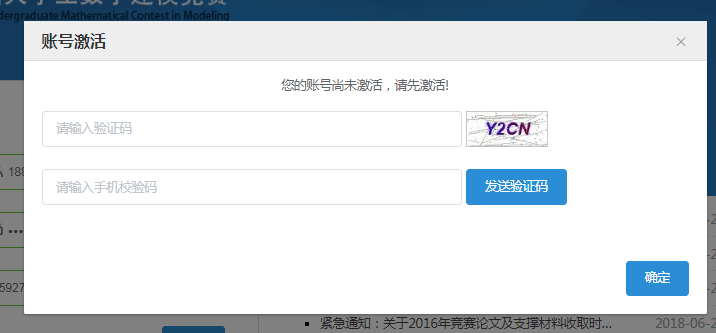 dergraduate Mathematical Contest in Modeling
账号激活
您的账号尚未激活，请先激活!
请输入验证码
Y2CN
请输入手机校验码
发送验证码
确定
188
5927
紧急通知：关于2016年竞赛论文及支撑材料收取时...
2018-06-2